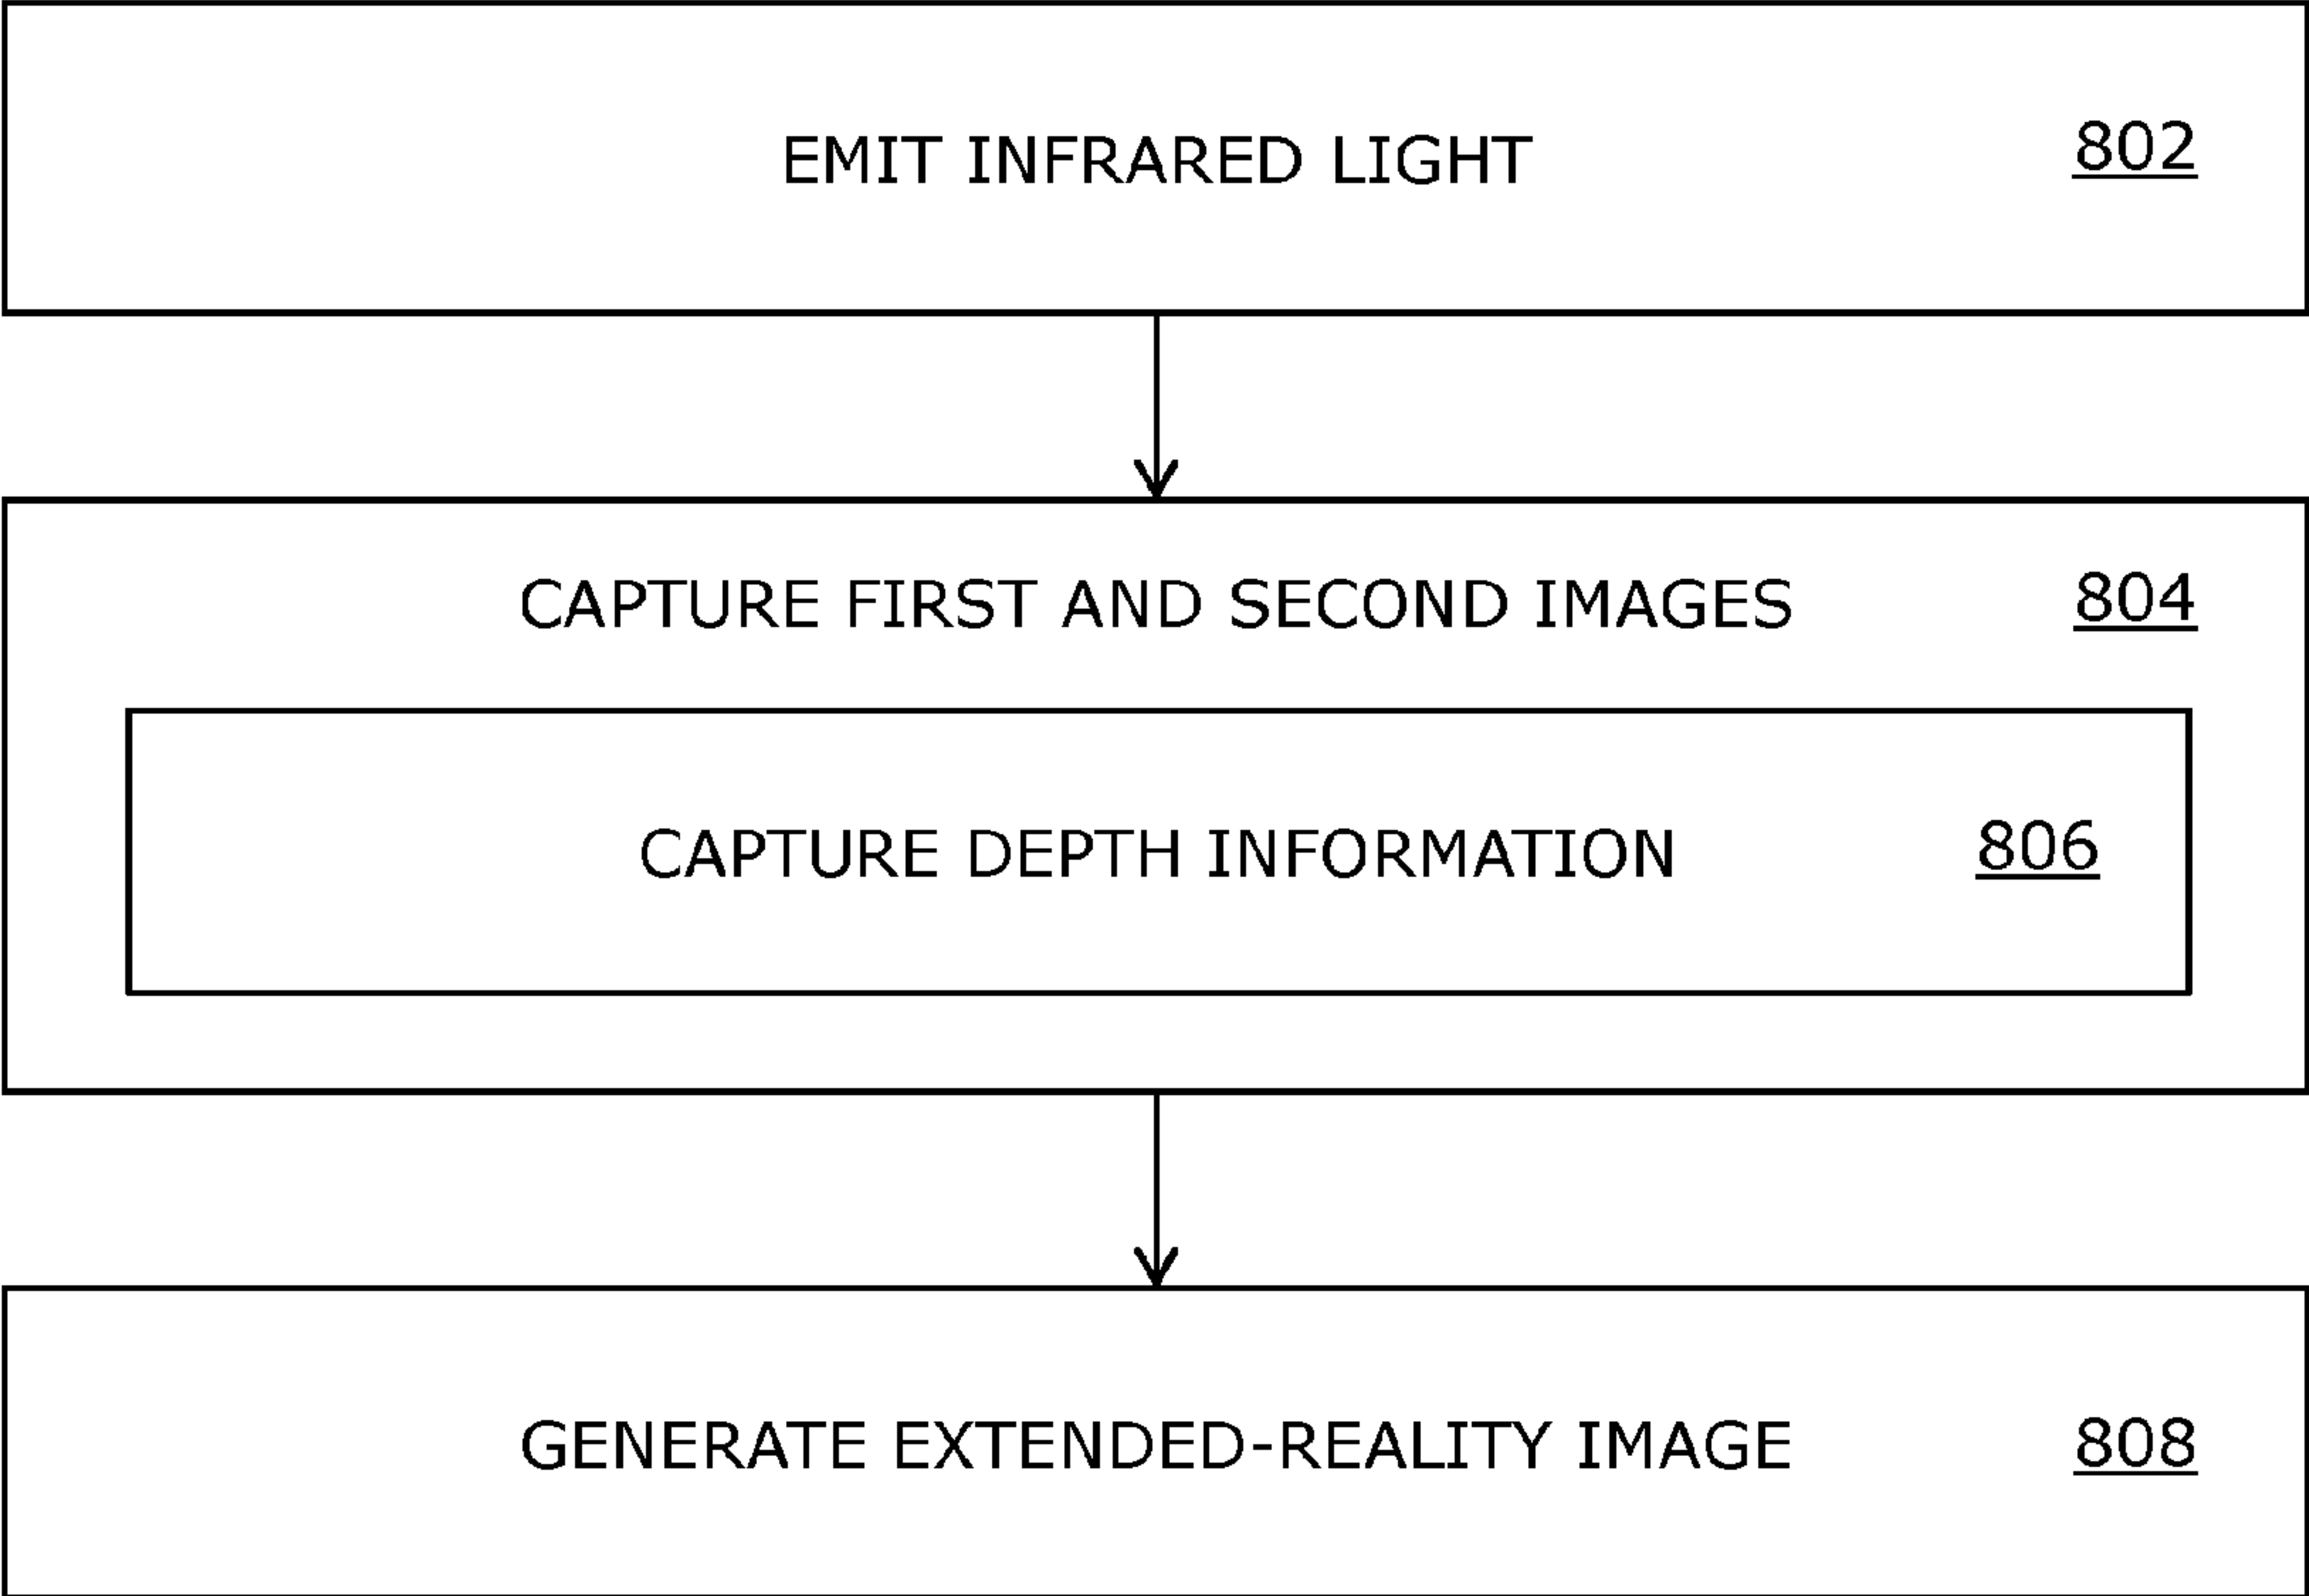 EMIT INFRARED LIGHT 802
CAPTURE FIRST AND SECOND IMAGES 804
CAPTURE DEPTH INFORMATION 806
GENERATE EXTENDED-REALITY IMAGE 808